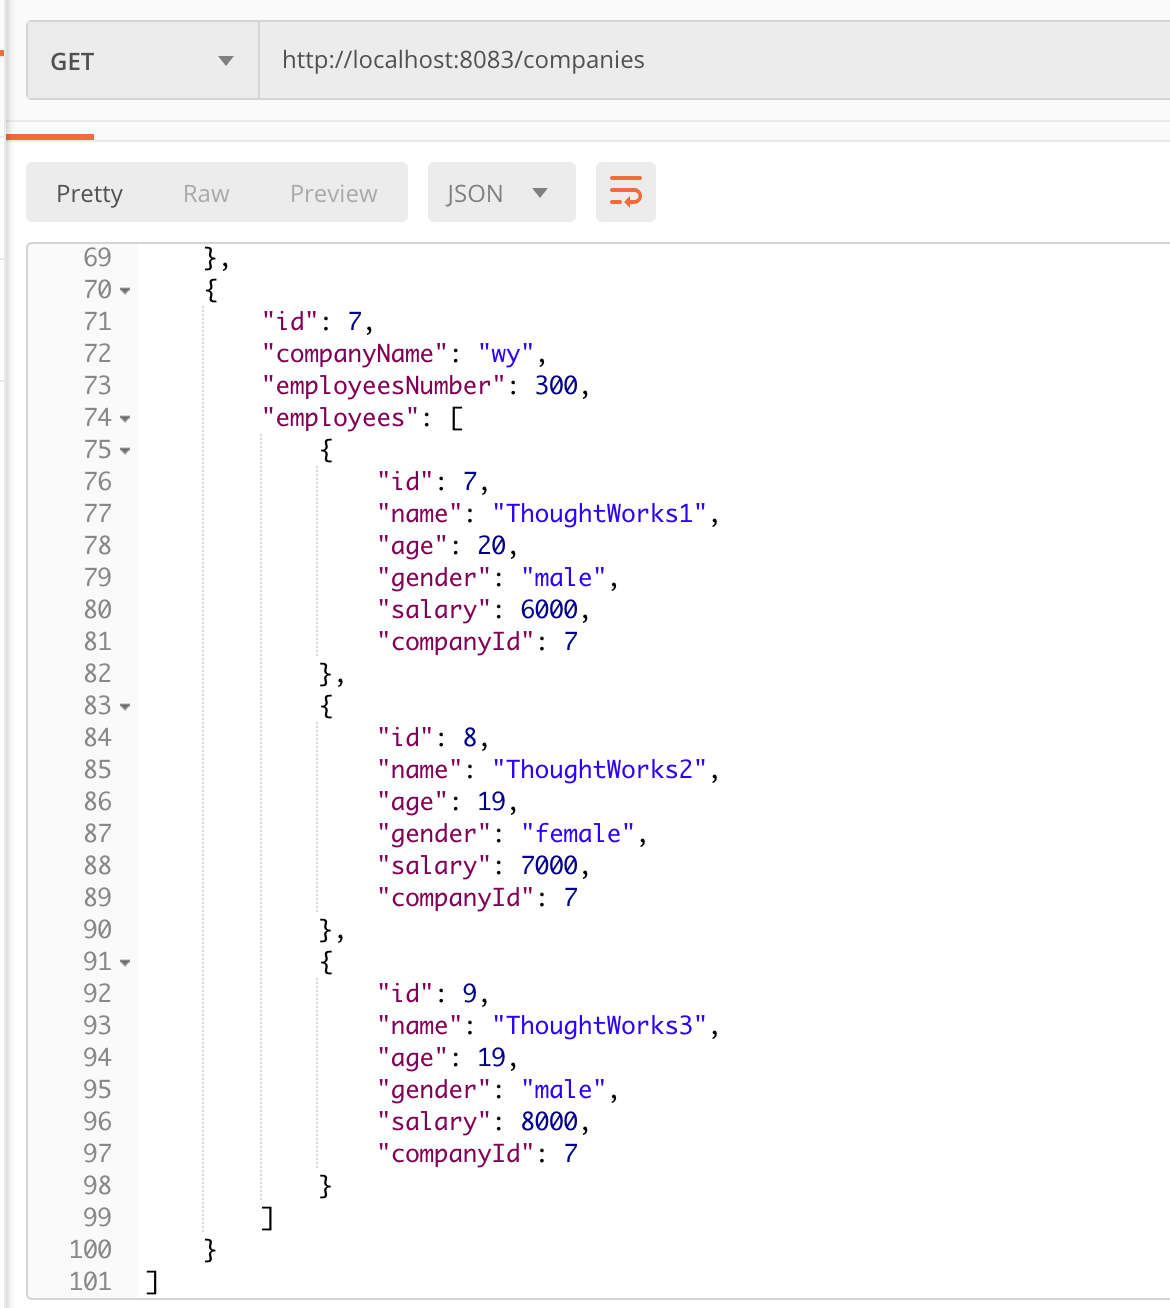 GET http://localhost:8083/companies
Pretty Raw Preview JSON
69 },
70 {
71 "id": 7,
72 "companyName": "wy",
73 "employeesNumber": 300,
74 "employees": [
75 {
76 "id": 7,
77 "name": "ThoughtWorks1",
78 "age": 20,
79 "gender": "male",
80 "salary": 6000,
81 "companyId": 7
82 },
83 {
84 "id": 8,
85 "name": "ThoughtWorks2",
86 "age": 19,
87 "gender": "female",
88 "salary": 7000,
89 "companyId": 7
90 },
91 {
92 "id": 9,
93 "name": "ThoughtWorks3",
94 "age": 19,
95 "gender": "male",
96 "salary": 8000,
97 "companyId": 7
98 }
99 ]
100 }
101 ]